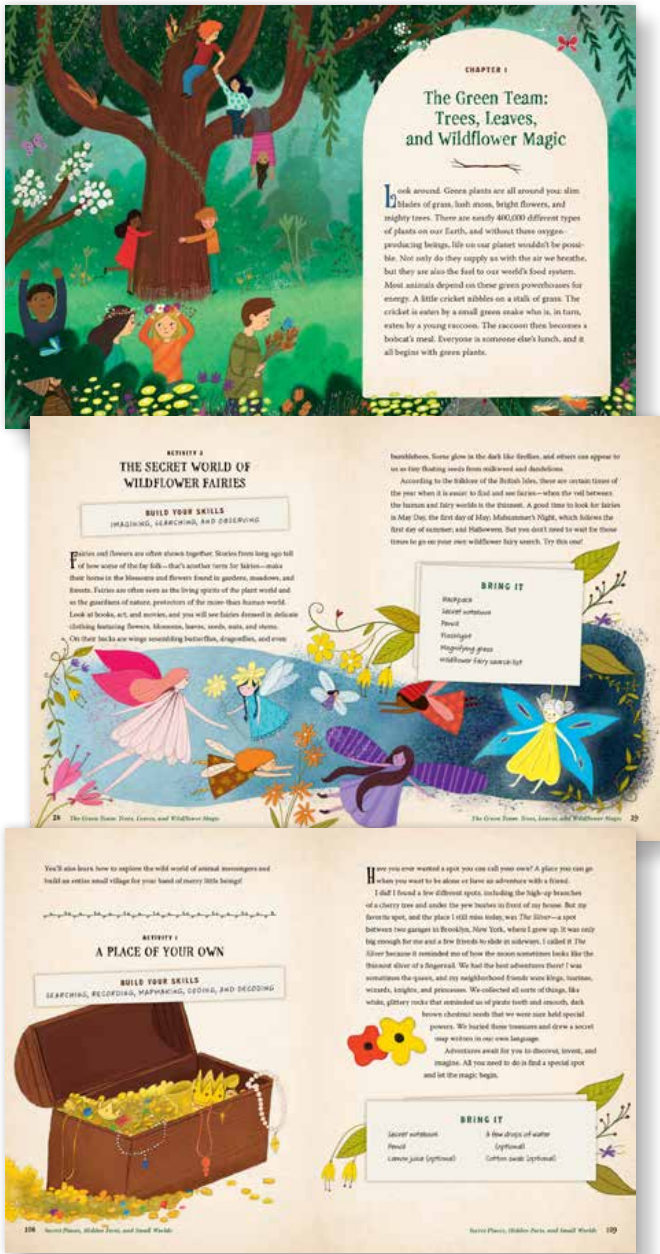 CHAPTER 1
The Green Team:
Trees, Leaves,
and Wildflower Magic
Look around. Green plants are all around you: slim
blades of grass, lush moss, bright flowers, and
mighty trees. There are nearly 400,000 different types
of plants on our Earth, and without these oxygen-
producing beings, life on our planet wouldn't be possi-
ble. Not only do they supply us with the air we breathe,
but they are also the fuel to our world's food system.
Most animals depend on these green powerhouses for
energy. A little cricket nibbles on a stalk of grass. The
cricket is eaten by a small green snake who is, in turn,
eaten by a young raccoon. The raccoon then becomes a
bobcat's meal. Everyone is someone else's lunch, and it
all begins with green plants.
ACTIVITY 2
THE SECRET WORLD OF
WILDFLOWER FAIRIES
BUILD YOUR SKILLS
IMAGINING, SEARCHING, AND OBSERVING
Fairies and flowers are often shown together. Stories from long ago tell
of how some of the fay folk—that's another term for fairies—make
their home in the blossoms and flowers found in gardens, meadows, and
forests. Fairies are often seen as the living spirits of the plant world and
as the guardians of nature, protectors of the more-than-human world.
Look at books, art, and movies, and you will see fairies dressed in delicate
clothing featuring flowers, blossoms, leaves, seeds, nuts, and stems.
On their backs are wings resembling butterflies, dragonflies, and even
28 The Green Team: Trees, Leaves, and Wildflower Magic
bumblebees. Some glow in the dark like fireflies, and others can appear to
us as tiny floating seeds from milkweed and dandelions.
According to the folklore of the British Isles, there are certain times of
the year when it is easier to find and see fairies—when the veil between
the human and fairy worlds is the thinnest. A good time to look for fairies
is May Day, the first day of May; Midsummer's Night, which follows the
first day of summer; and Halloween. But you don't need to wait for those
times to go on your own wildflower fairy search. Try this one!
BRING IT
Backpack
Secret notebook
Pencil
Flashlight
Magnifying glass
Wildflower fairy search list
The Green Team: Trees, Leaves, and Wildflower Magic 29
You'll also learn how to explore the wild world of animal messengers and
build an entire small village for your band of merry little beings!
ACTIVITY 1
A PLACE OF YOUR OWN
BUILD YOUR SKILLS
SEARCHING, RECORDING, MAPMAKING, CODING, AND DECODING
108 Secret Places, Hidden Forts, and Small Worlds
Have you ever wanted a spot you can call your own? A place you can go
when you want to be alone or have an adventure with a friend.
I did! I found a few different spots, including the high-up branches
of a cherry tree and under the yew bushes in front of my house. But my
favorite spot, and the place I still miss today, was The Sliver—a spot
between two garages in Brooklyn, New York, where I grew up. It was only
big enough for me and a few friends to slide in sideways. I called it The
Sliver because it reminded me of how the moon sometimes looks like the
thinnest sliver of a fingernail. We had the best adventures there! I was
sometimes the queen, and my neighborhood friends were kings, tourists,
wizards, knights, and princesses. We collected all sorts of things, like
white, glittery rocks that reminded us of pirate teeth and smooth, dark
brown chestnut seeds that we were sure held special
powers. We buried these treasures and drew a secret
map written in our own language.
Adventures await for you to discover, invent, and
imagine. All you need to do is find a special spot
and let the magic begin.
BRING IT
Secret notebook
Pencil
Lemon juice (optional)
A few drops of water
(optional)
Cotton swab (optional)
Secret Places, Hidden Forts, and Small Worlds 109